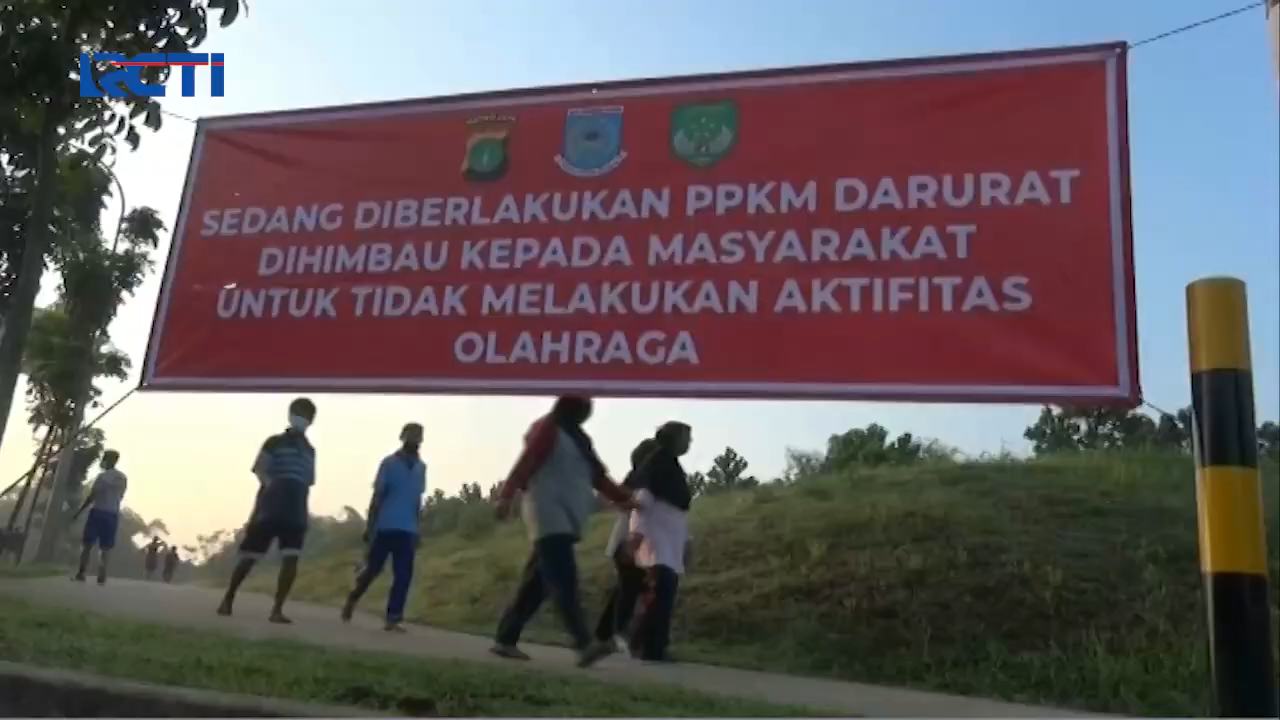 RCTI
SEDANG DIBERLAKUKAN PPKM DARURAT
DIHIMBAU KEPADA MASYARAKAT
UNTUK TIDAK MELAKUKAN AKTIFITAS
OLAHRAGA